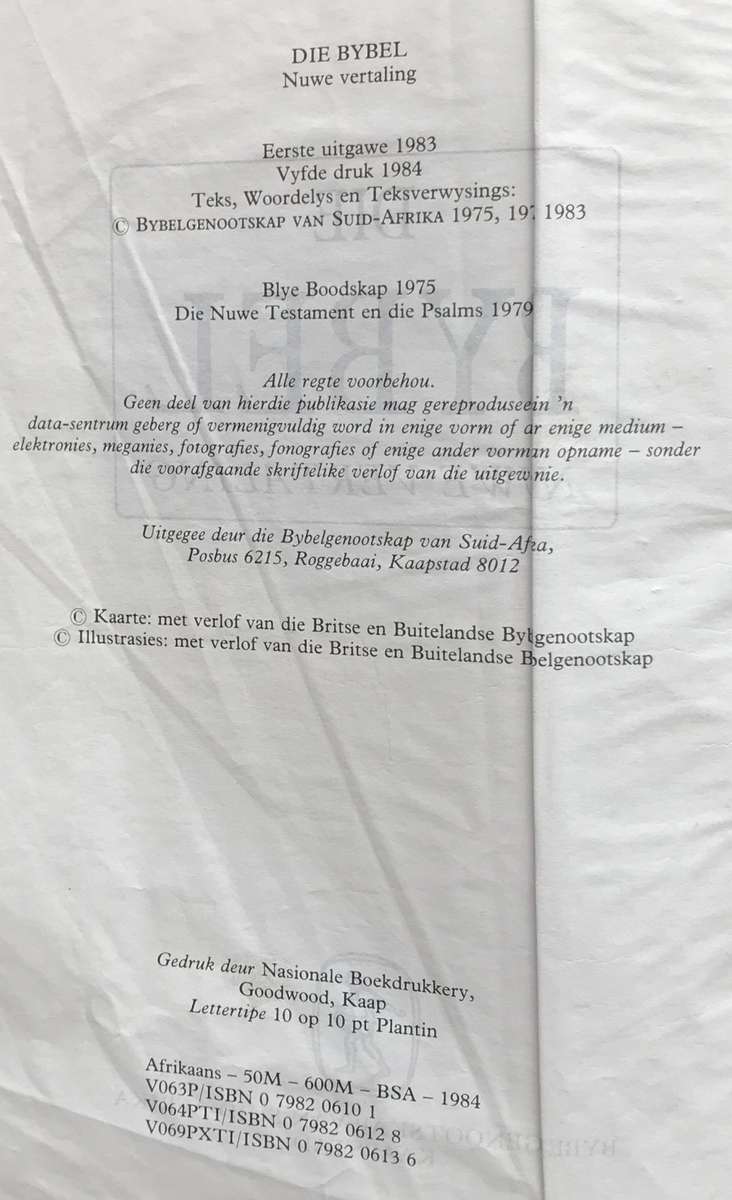 DIE BYBEL
Nuwe vertaling
Eerste uitgawe 1983
Vyfde druk 1984
Teks, Woordelys en Teksverwysings:
© BYBELGENOOTSKAP VAN SUID-AFRIKA 1975, 197 1983
Blye Boodskap 1975
Die Nuwe Testament en die Psalms 1979
Alle regte voorbehou.
Geen deel van hierdie publikasie mag gereproduseein 'n
data-sentrum geberg of vermenigvuldig word in enige vorm of enige medium –
elektronies, meganies, fotografies, fonografies of enige ander opname – sonder
die voorafgaande skriftelike verlof van die nie.
Uitgegee deur die Bybelgenootskap van
Posbus 6215, Roggebaai, Kaapstad 8012
© Kaarte: met verlof van die Britse en Buitelandse
© Illustrasies: met verlof van die Britse en Buitelandse
Gedruk deur Nasionale Boekdrukkery,
Goodwood, Kaap
Lettertipe 10 op 10 pt Plantin
Afrikaans – 50M – 600M – BSA – 1984
V063P/ISBN 0 7982 0610 1
V064PTI/ISBN 0 7982 0612 8
V069PXTI/ISBN 0 7982 0613 6